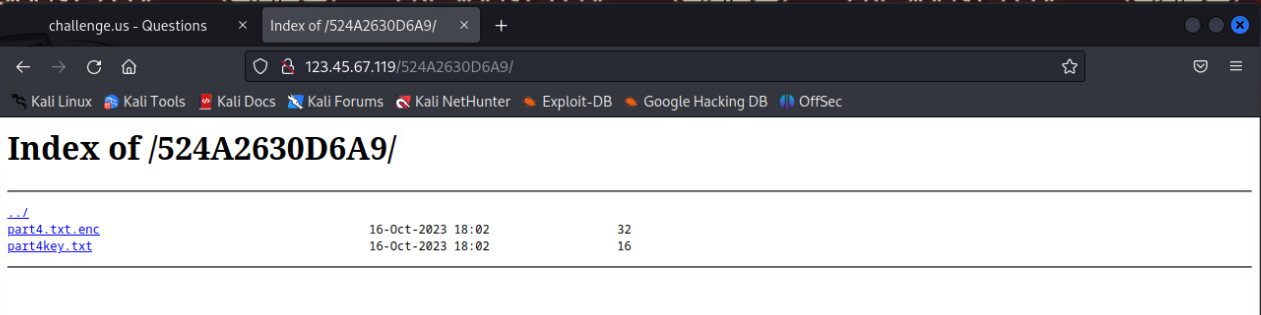 challenge.us - Questions × Index of /524A2630D6A9/ × +
123.45.67.119/524A2630D6A9/
Kali Linux Kali Tools Kali Docs Kali Forums Kali NetHunter Exploit-DB Google Hacking DB OffSec
Index of /524A2630D6A9/
../
part4.txt.enc 16-Oct-2023 18:02 32
part4key.txt 16-Oct-2023 18:02 16